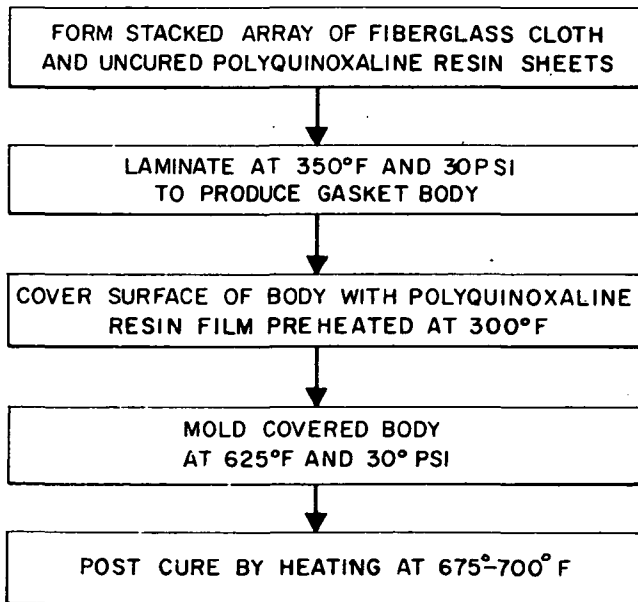 FORM STACKED ARRAY OF FIBERGLASS CLOTH
AND UNCURED POLYQUINOXALINE RESIN SHEETS
LAMINATE AT 350°F AND 30PSI
TO PRODUCE GASKET BODY
COVER SURFACE OF BODY WITH POLYQUINOXALINE
RESIN FILM PREHEATED AT 300°F
MOLD COVERED BODY
AT 625°F AND 30° PSI
POST CURE BY HEATING AT 675°-700° F